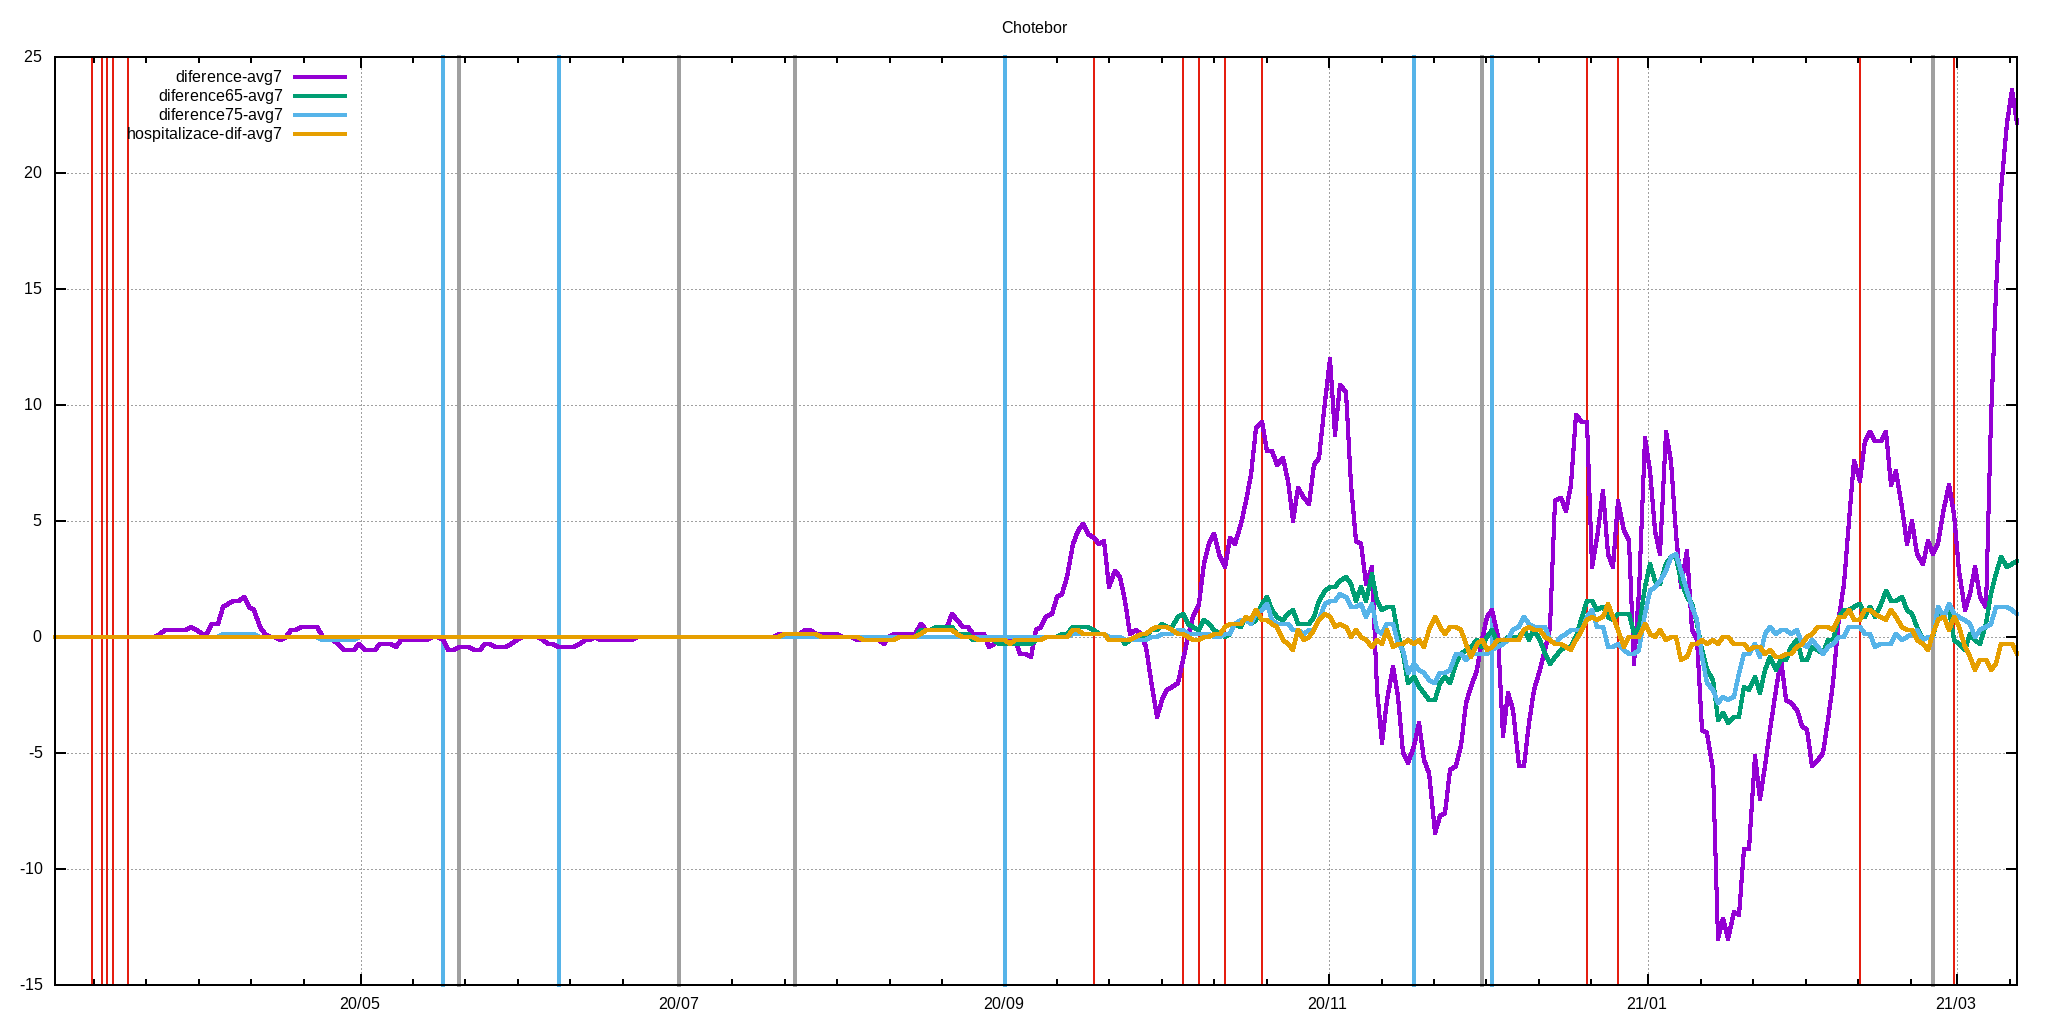 Chotebor
diference-avg7
diference65-avg7
diference75-avg7
hospitalizace-dif-avg7
25
20
15
10
5
0
-5
-10
-15
20/05 20/07 20/09 20/11 21/01 21/03